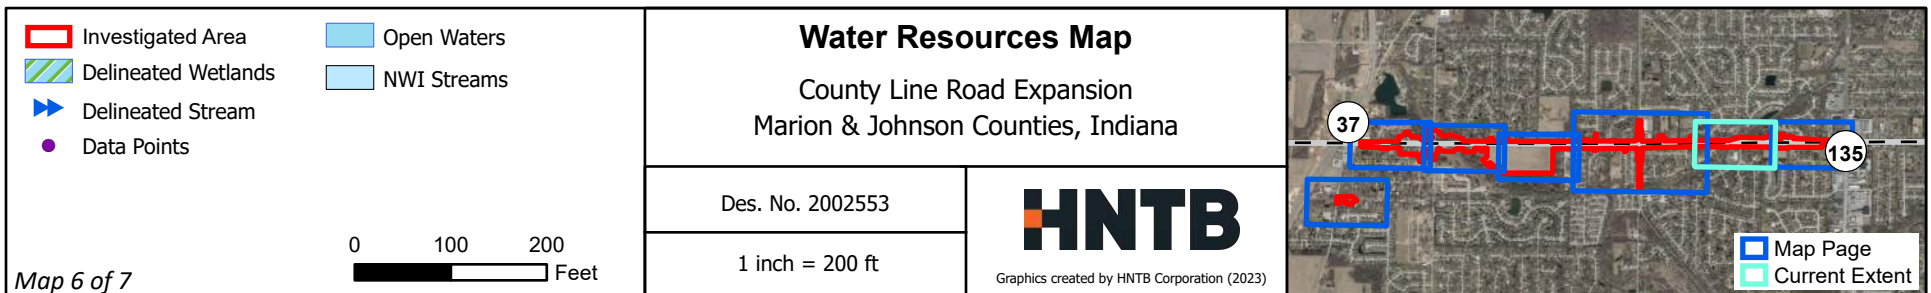 Investigated Area
Delineated Wetlands
Delineated Stream
Data Points
Open Waters
NWI Streams
0 100 200
Feet
Map 6 of 7
Water Resources Map
County Line Road Expansion
Marion & Johnson Counties, Indiana
Des. No. 2002553
1 inch = 200 ft
HNTB
Graphics created by HNTB Corporation (2023)
37
135
Map Page
Current Extent